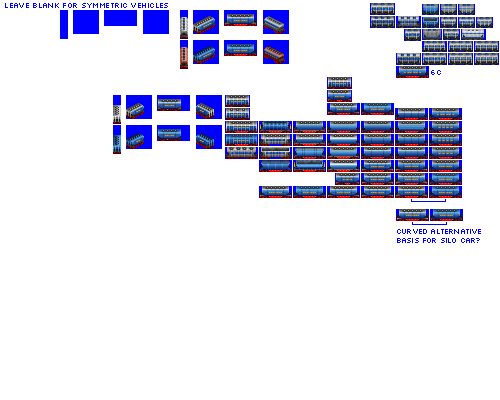 LEAVE BLANK FOR SYMMETRIC VEHICLES
6C
CURVED ALTERNATIVE
BASIS FOR SILO CAR?